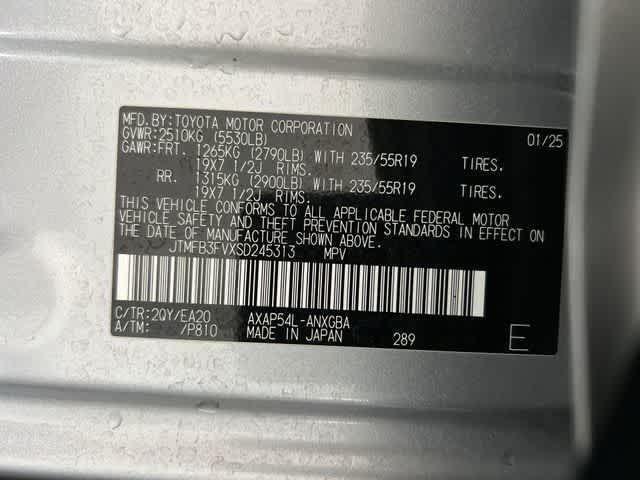 MFD.BY:TOYOTA MOTOR CORPORATION 01/25
GVWR:2510KG (5530LB)
GAWR:FRT. 1265KG (2790LB) WITH 235/55R19 TIRES.
19X7 1/2J RIMS.
RR. 1315KG (2900LB) WITH 235/55R19 TIRES.
19X7 1/2J RIMS.
THIS VEHICLE CONFORMS TO ALL APPLICABLE FEDERAL MOTOR
VEHICLE SAFETY AND THEFT PREVENTION STANDARDS IN EFFECT ON
THE DATE OF MANUFACTURE SHOWN ABOVE.
JTMFB3FVXSD245313 MPV
C/TR:2QY/EA20 AXAP54L-ANXGBA
A/TM: /P810 MADE IN JAPAN 289 E